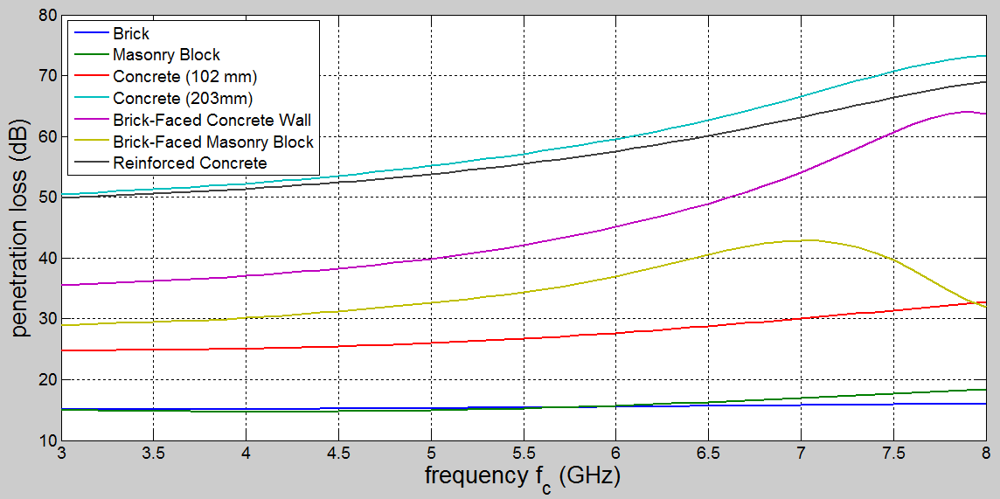 80
70
60
50
40
30
20
10
penetration loss (dB)
Brick
Masonry Block
Concrete (102 mm)
Concrete (203mm)
Brick-Faced Concrete Wall
Brick-Faced Masonry Block
Reinforced Concrete
3 3.5 4 4.5 5 5.5 6 6.5 7 7.5 8
frequency fc (GHz)